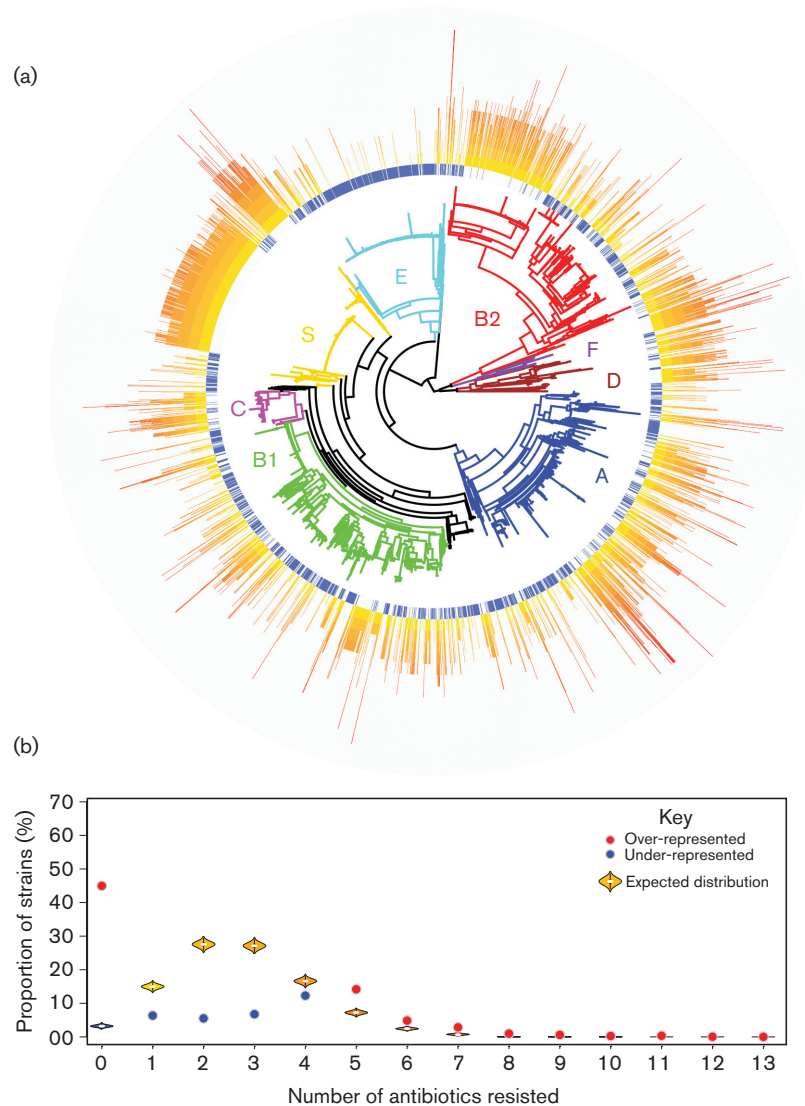 (a)
E
B2
S
F
D
C
A
B1
(b)
Proportion of strains (%)
70
60
50
40
30
20
10
00
Key
Over-represented
Under-represented
Expected distribution
0 1 2 3 4 5 6 7 8 9 10 11 12 13
Number of antibiotics resisted